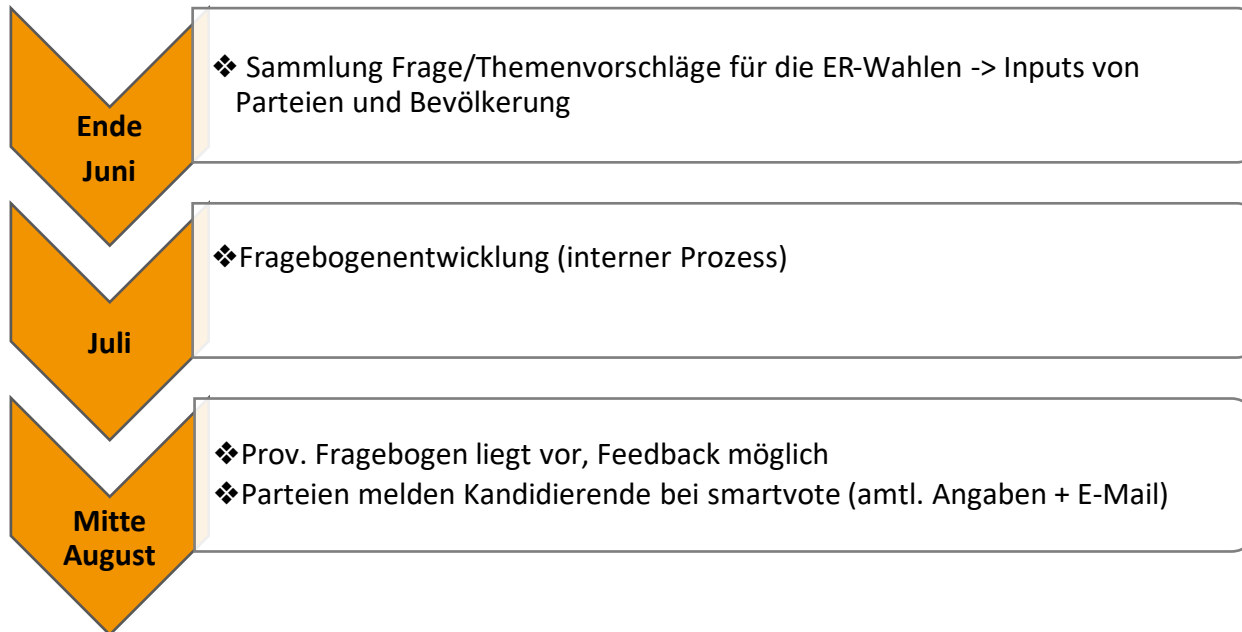 ❖ Sammlung Frage/Themenvorschläge für die ER-Wahlen -> Inputs von
Parteien und Bevölkerung
Ende
Juni
❖Fragebogenentwicklung (interner Prozess)
Juli
❖Prov. Fragebogen liegt vor, Feedback möglich
❖Parteien melden Kandidierende bei smartvote (amtl. Angaben + E-Mail)
Mitte
August